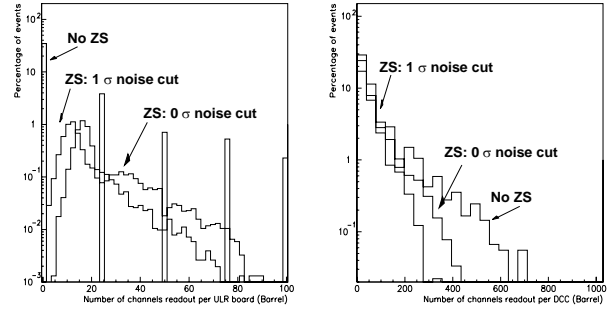 Percentage of events
10²
10
1
10⁻¹
10⁻²
10⁻³
No ZS
ZS: 1 σ noise cut
ZS: 0 σ noise cut
0 20 40 60 80 100
Number of channels readout per ULR board (Barrel)
Percentage of events
10²
10
1
10⁻¹
ZS: 1 σ noise cut
ZS: 0 σ noise cut
No ZS
0 200 400 600 800 1000
Number of channels readout per DCC (Barrel)